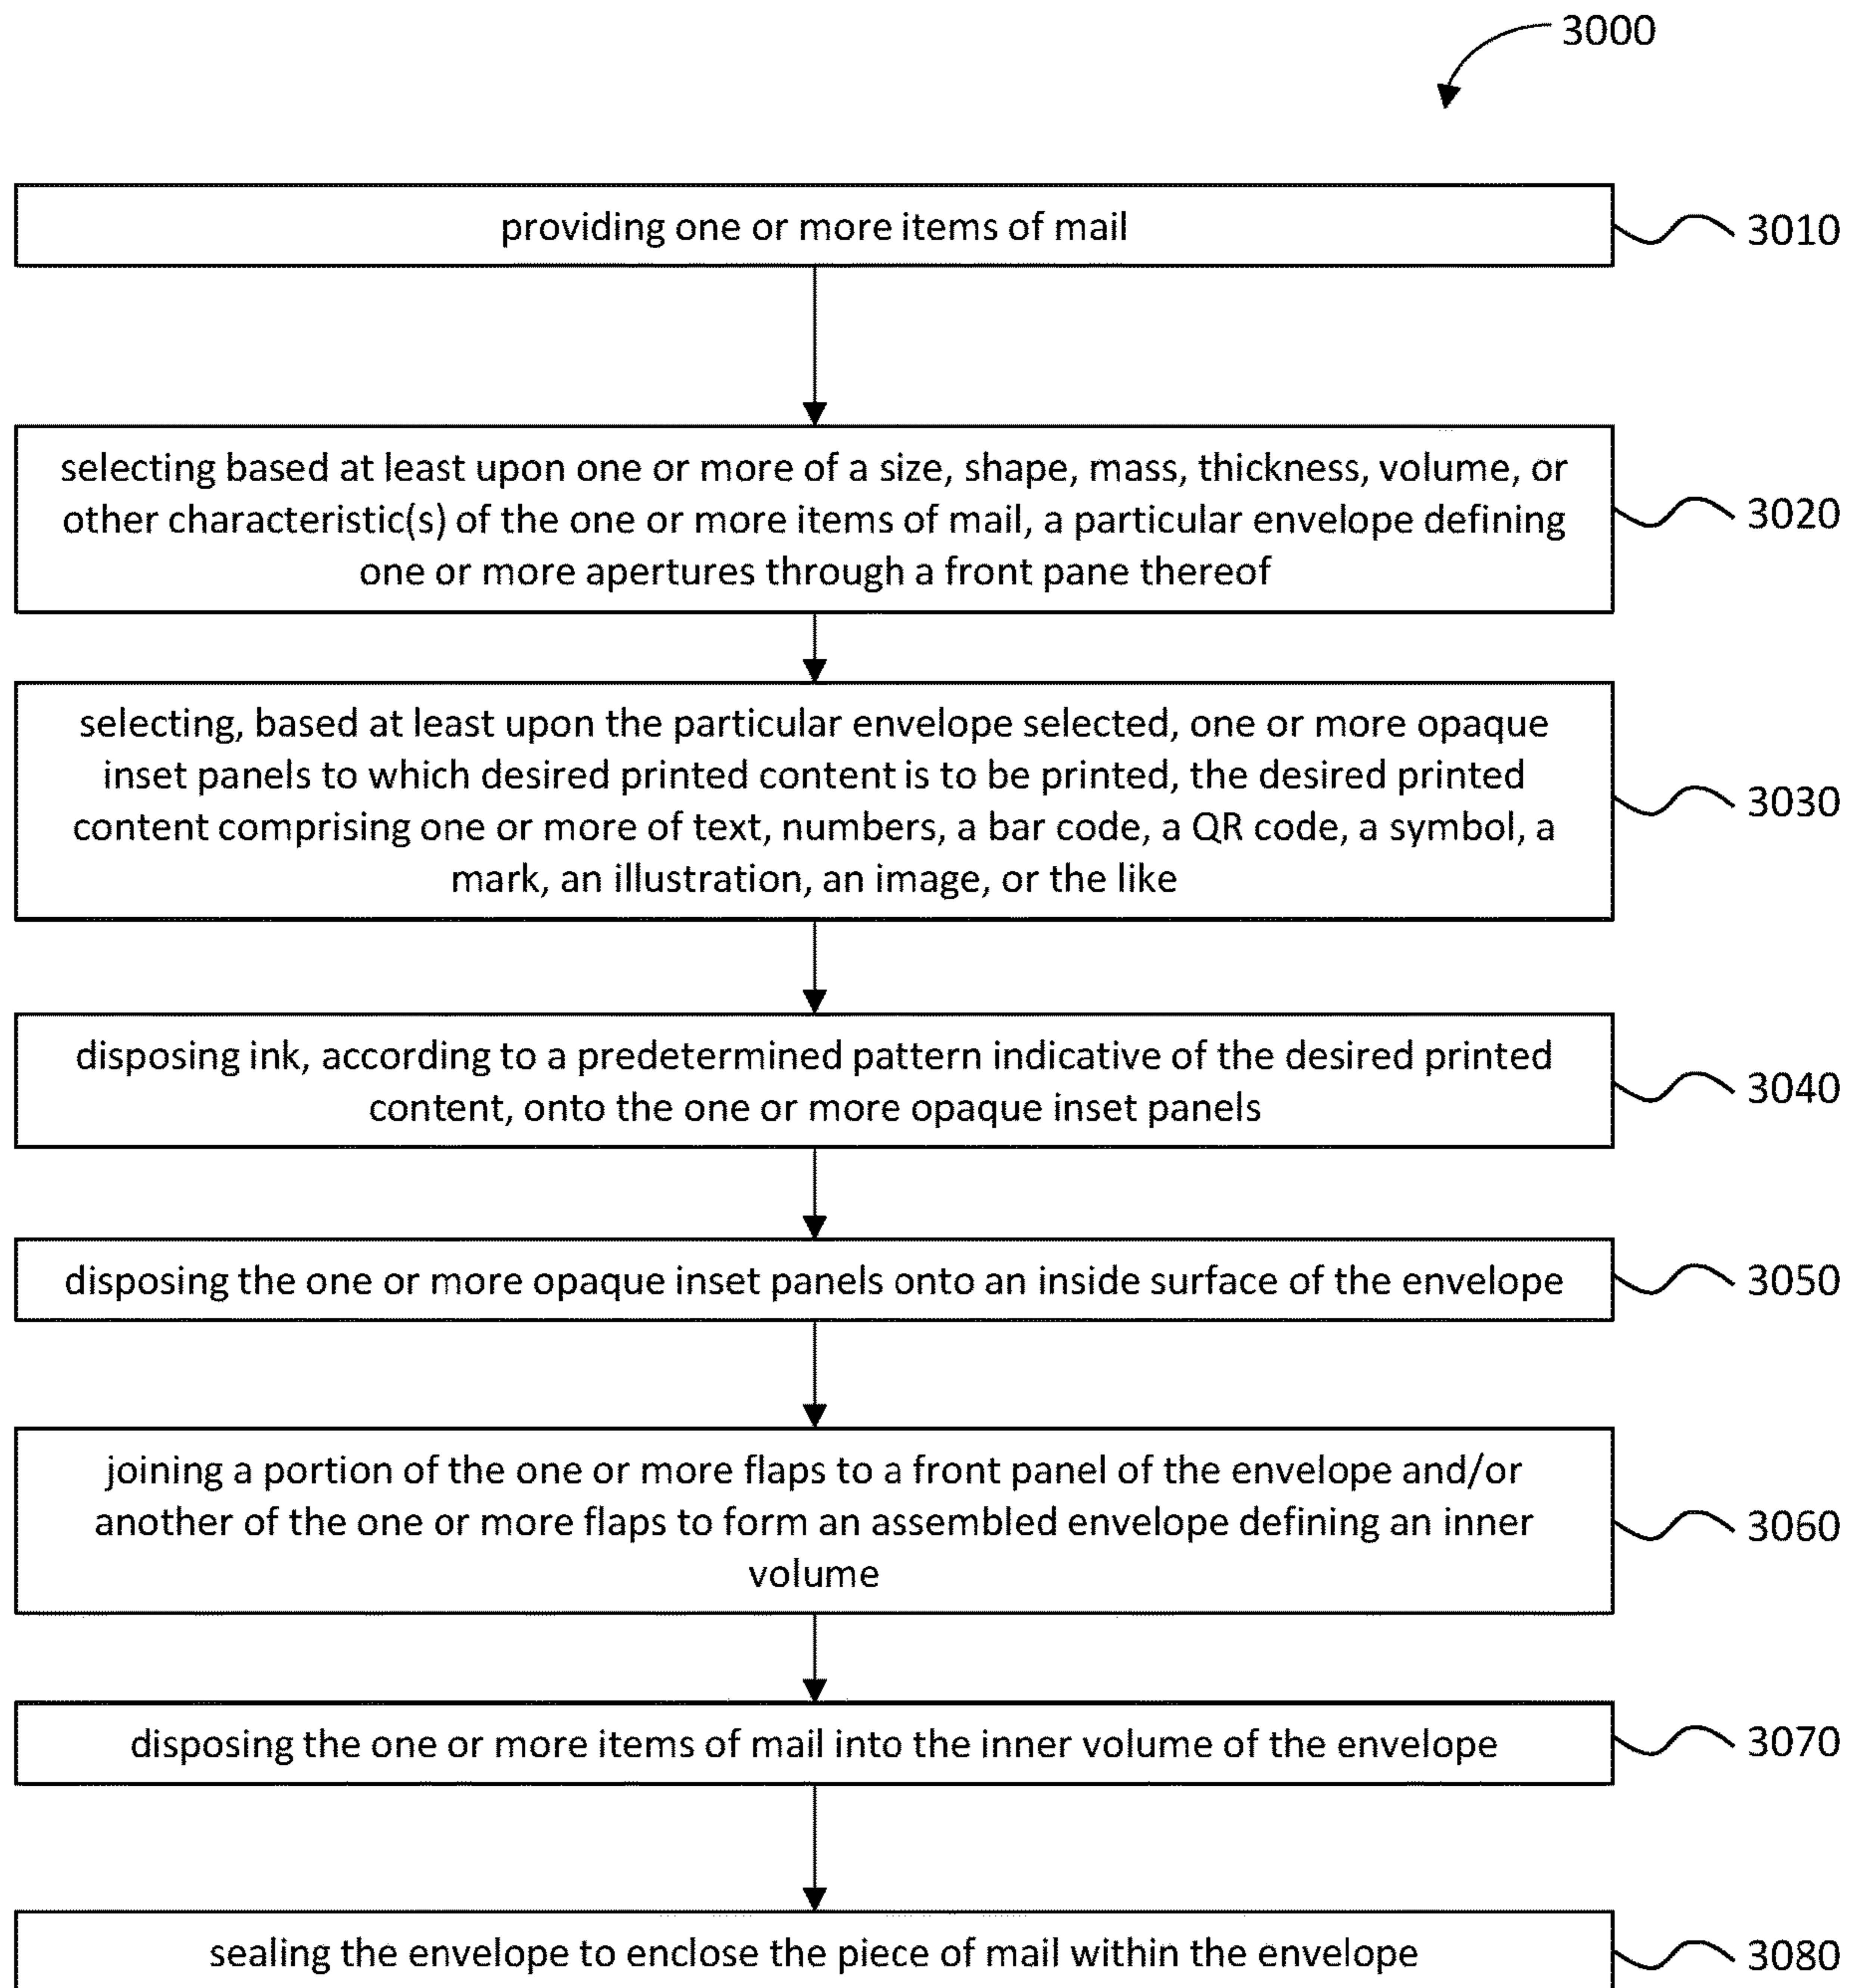 3000
providing one or more items of mail
3010
selecting based at least upon one or more of a size, shape, mass, thickness, volume, or
other characteristic(s) of the one or more items of mail, a particular envelope defining
one or more apertures through a front pane thereof
3020
selecting, based at least upon the particular envelope selected, one or more opaque
inset panels to which desired printed content is to be printed, the desired printed
content comprising one or more of text, numbers, a bar code, a QR code, a symbol, a
mark, an illustration, an image, or the like
3030
disposing ink, according to a predetermined pattern indicative of the desired printed
content, onto the one or more opaque inset panels
3040
disposing the one or more opaque inset panels onto an inside surface of the envelope
3050
joining a portion of the one or more flaps to a front panel of the envelope and/or
another of the one or more flaps to form an assembled envelope defining an inner
volume
3060
disposing the one or more items of mail into the inner volume of the envelope
3070
sealing the envelope to enclose the piece of mail within the envelope
3080